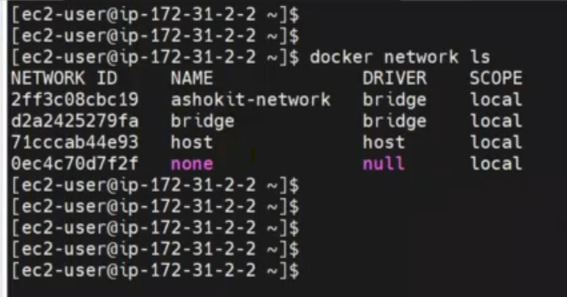 [ec2-user@ip-172-31-2-2 ~]$
[ec2-user@ip-172-31-2-2 ~]$
[ec2-user@ip-172-31-2-2 ~]$ docker network ls
NETWORK ID     NAME              DRIVER    SCOPE
2ff3c08cbc19   ashokit-network   bridge    local
d2a2425279fa   bridge            bridge    local
71cccab44e93   host              host      local
0ec4c70d7f2f   none              null      local
[ec2-user@ip-172-31-2-2 ~]$
[ec2-user@ip-172-31-2-2 ~]$
[ec2-user@ip-172-31-2-2 ~]$
[ec2-user@ip-172-31-2-2 ~]$
[ec2-user@ip-172-31-2-2 ~]$